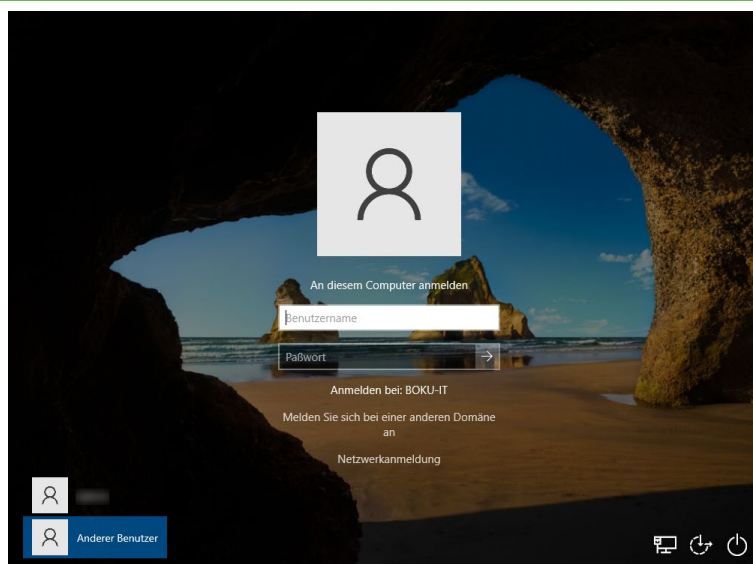 An diesem Computer anmelden
Benutzername
Paßwort
Anmelden bei: BOKU-IT
Melden Sie sich bei einer anderen Domäne
an
Netzwerkanmeldung
Anderer Benutzer